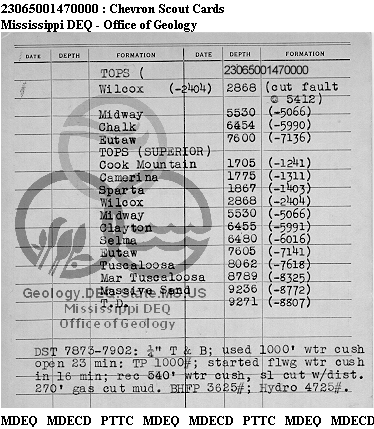 23065001470000 : Chevron Scout Cards
Mississippi DEQ - Office of Geology
DATE DEPTH FORMATION DATE DEPTH FORMATION
TOPS ( 23065001470000
Wilcox (-2404) 2868 (cut fault
@ 5412)
Midway 5530 (-5066)
Chalk 6454 (-5990)
Eutaw 7600 (-7136)
TOPS (SUPERIOR)
Cook Mountain 1705 (-1241)
Camerina 1775 (-1311)
Sparta 1867 (-1403)
Wilcox 2868 (-2404)
Midway 5530 (-5066)
Clayton 6455 (-5991)
Selma 6480 (-6016)
Eutaw 7605 (-7141)
Tuscaloosa 8062 (-7618)
Mar Tuscaloosa 8789 (-8325)
Geology.DEQ.State.MS.US
Massive Sand 9236 (-8772)
Mississippi DEQ
T.D. 9271 (-8807)
Office of Geology
DST 7873-7902: ¼" T & B; used 1000' wtr cush
open 23 min: TP 1000#; started flwg wtr cush
in 16 min; rec 540' wtr cush, sl cut w/dist.
270' gas cut mud. BHFP 3625#; Hydro 4725#.
MDEQ MDECD PTTC MDEQ MDECD PTTC MDEQ MDECD